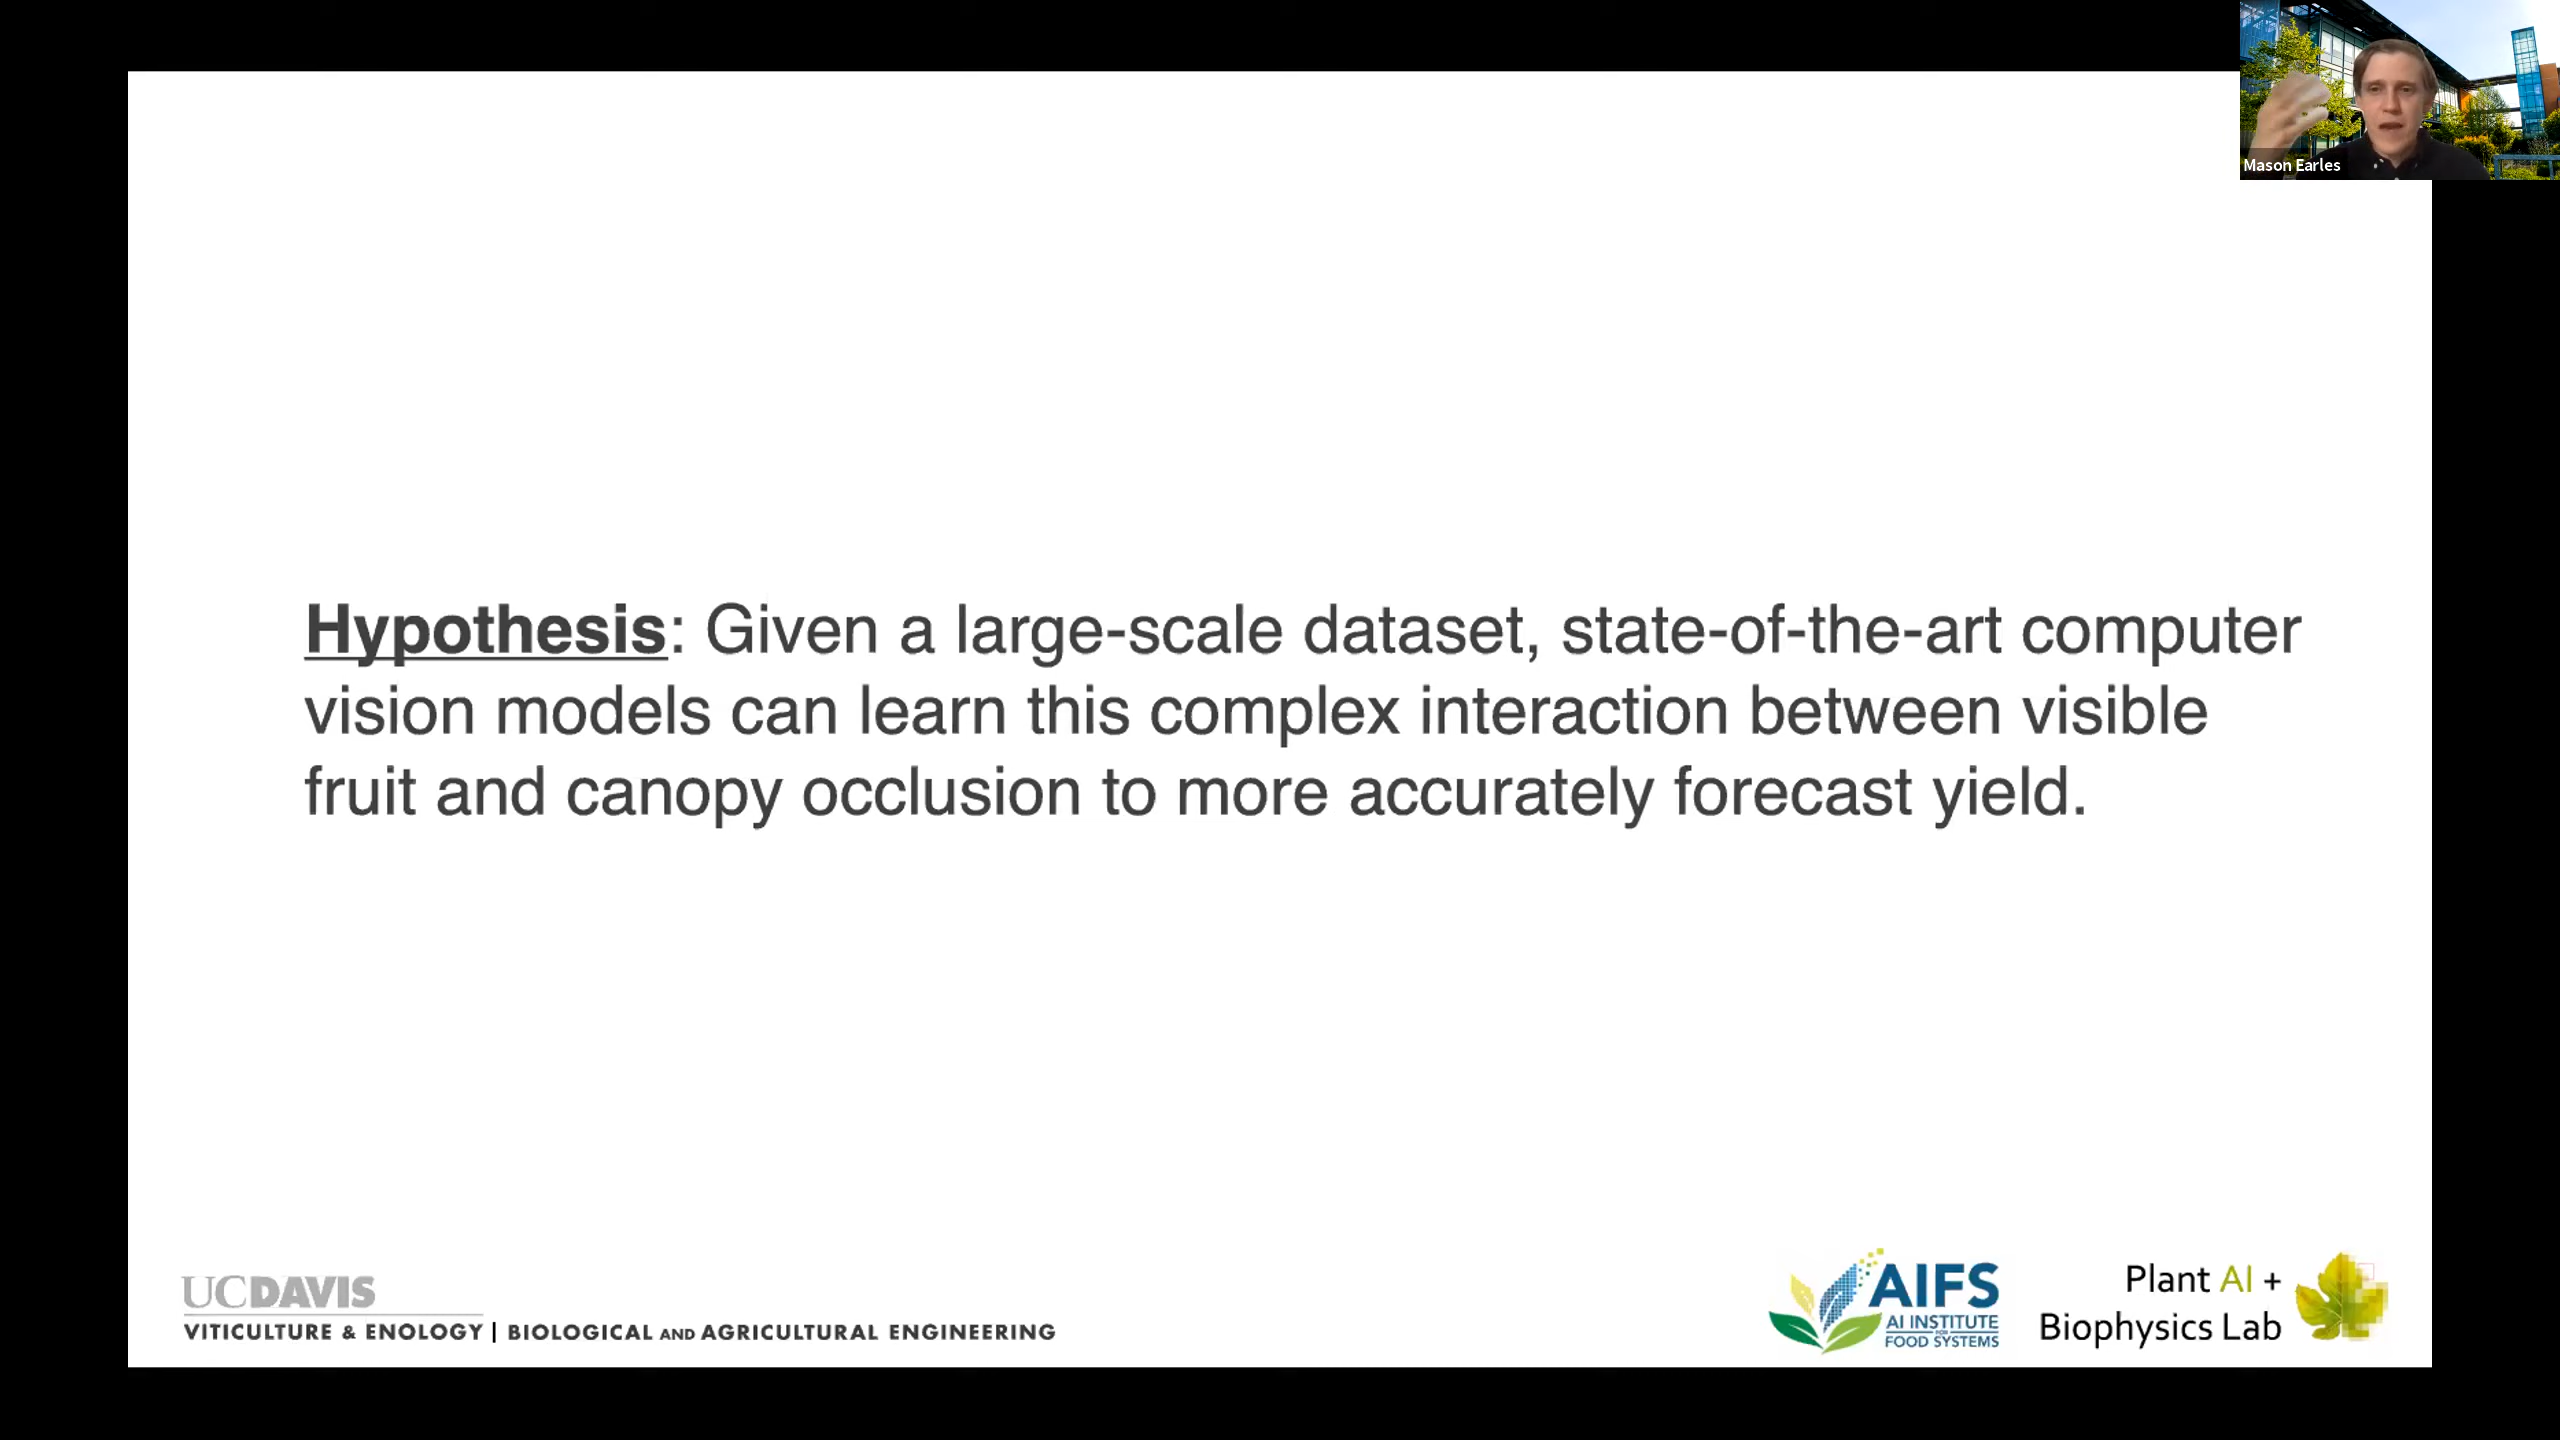 Mason Earles
Hypothesis: Given a large-scale dataset, state-of-the-art computer
vision models can learn this complex interaction between visible
fruit and canopy occlusion to more accurately forecast yield.
UCDAVIS
VITICULTURE & ENOLOGY | BIOLOGICAL AND AGRICULTURAL ENGINEERING
AIFS
AI INSTITUTE
FOR
FOOD SYSTEMS
Plant AI +
Biophysics Lab